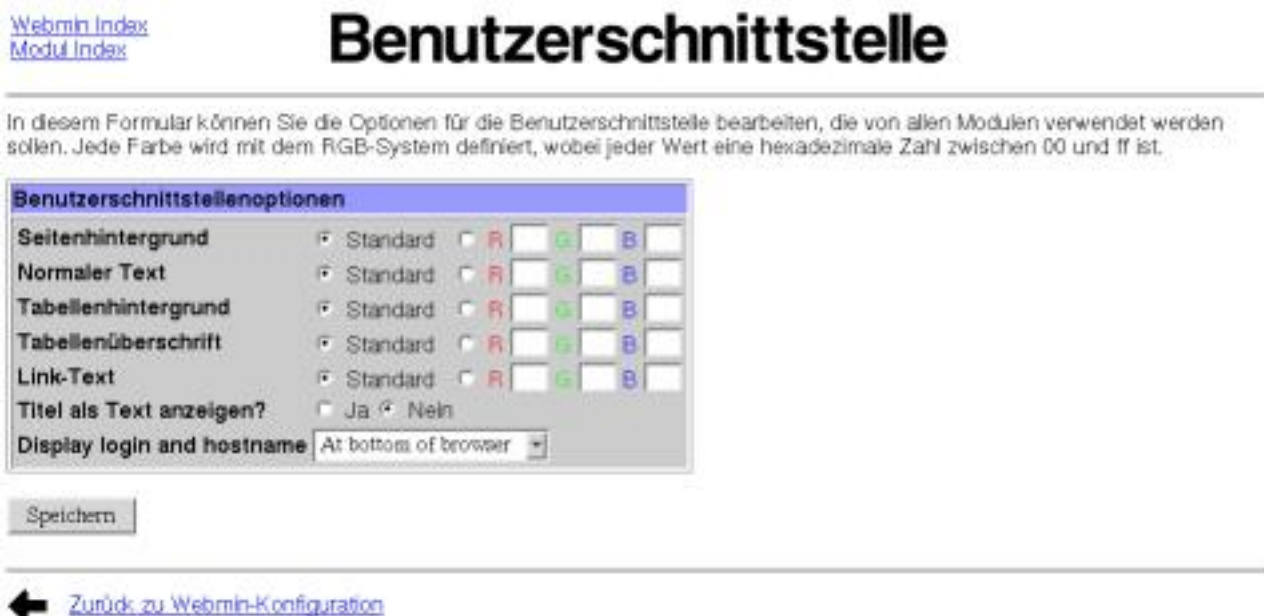 Webmin Index
Modul Index
Benutzerschnittstelle
In diesem Formular können Sie die Optionen für die Benutzerschnittstelle bearbeiten, die von allen Modulen verwendet werden
sollen. Jede Farbe wird mit dem RGB-System definiert, wobei jeder Wert eine hexadezimale Zahl zwischen 00 und ff ist.
Benutzerschnittstellenoptionen
Seitenhintergrund Standard R G B
Normaler Text Standard R G B
Tabellenhintergrund Standard R G B
Tabellenüberschrift Standard R G B
Link-Text Standard R G B
Titel als Text anzeigen? Ja Nein
Display login and hostname At bottom of browser
Speichern
Zurück zu Webmin-Konfiguration